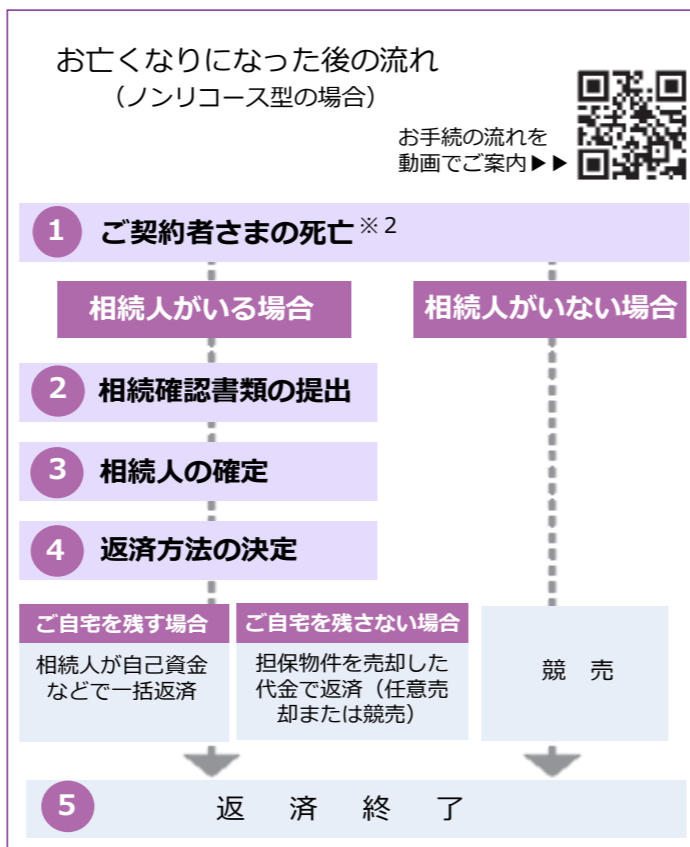 お亡くなりになった後の流れ
（ノンリコース型の場合）
お手続の流れを
動画でご案内▶▶
1 ご契約者さまの死亡※2
相続人がいる場合
相続人がいない場合
2 相続確認書類の提出
3 相続人の確定
4 返済方法の決定
ご自宅を残す場合
相続人が自己資金
などで一括返済
ご自宅を残さない場合
担保物件を売却した
代金で返済（任意売
却または競売）
競　売
5 返　済　終　了